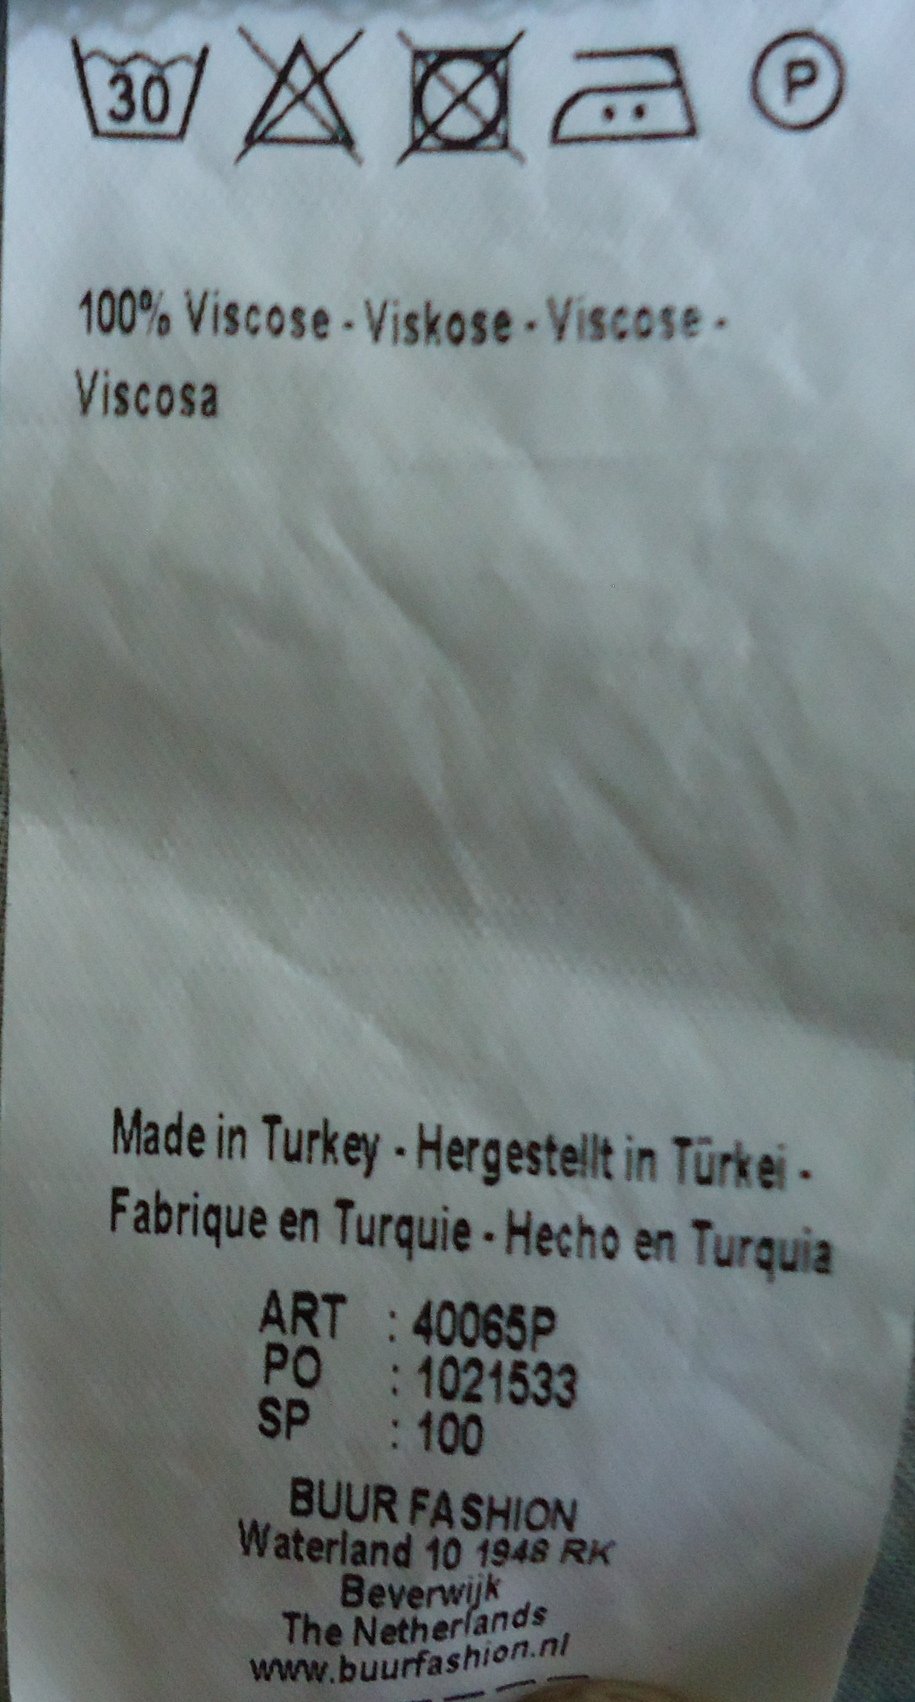 30 P
100% Viscose - Viskose - Viscose -
Viscosa
Made in Turkey - Hergestellt in Türkei -
Fabrique en Turquie - Hecho en Turquia
ART : 40065P
PO : 1021533
SP : 100
BUUR FASHION
Waterland 10 1948 RK
Beverwijk
The Netherlands
www.buurfashion.nl